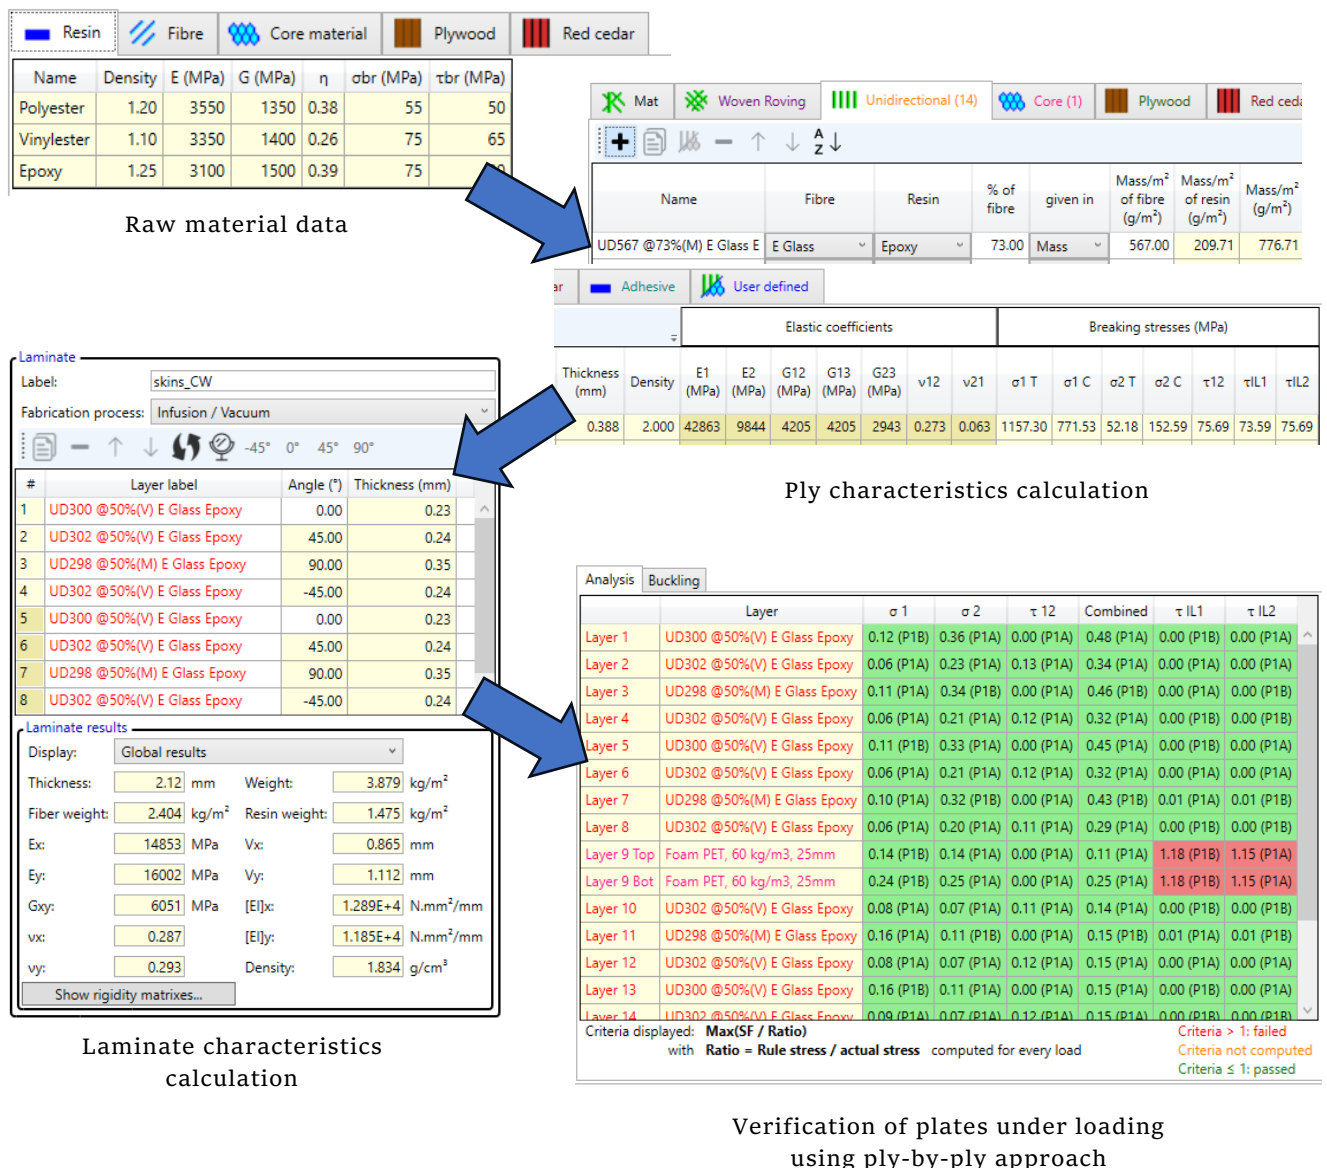 Resin Fibre Core material Plywood Red cedar
Name Density E (MPa) G (MPa) η σbr (MPa) τbr (MPa)
Polyester 1.20 3550 1350 0.38 55 50
Vinylester 1.10 3350 1400 0.26 75 65
Epoxy 1.25 3100 1500 0.39 75
Raw material data
Mat Woven Roving Unidirectional (14) Core (1) Plywood Red ceda
Name Fibre Resin % of fibre given in Mass/m² of fibre (g/m²) Mass/m² of resin (g/m²) Mass/m² (g/m²)
UD567 @73%(M) E Glass E E Glass Epoxy 73.00 Mass 567.00 209.71 776.71
ar Adhesive User defined
Elastic coefficients Breaking stresses (MPa)
Thickness (mm) Density E1 (MPa) E2 (MPa) G12 (MPa) G13 (MPa) G23 (MPa) ν12 ν21 σ1 T σ1 C σ2 T σ2 C τ12 τIL1 τIL2
0.388 2.000 42863 9844 4205 4205 2943 0.273 0.063 1157.30 771.53 52.18 152.59 75.69 73.59 75.69
Ply characteristics calculation
Laminate
Label: skins_CW
Fabrication process: Infusion / Vacuum
-45° 0° 45° 90°
# Layer label Angle (°) Thickness (mm)
1 UD300 @50%(V) E Glass Epoxy 0.00 0.23
2 UD302 @50%(V) E Glass Epoxy 45.00 0.24
3 UD298 @50%(M) E Glass Epoxy 90.00 0.35
4 UD302 @50%(V) E Glass Epoxy -45.00 0.24
5 UD300 @50%(V) E Glass Epoxy 0.00 0.23
6 UD302 @50%(V) E Glass Epoxy 45.00 0.24
7 UD298 @50%(M) E Glass Epoxy 90.00 0.35
8 UD302 @50%(V) E Glass Epoxy -45.00 0.24
Laminate results
Display: Global results
Thickness: 2.12 mm Weight: 3.879 kg/m²
Fiber weight: 2.404 kg/m² Resin weight: 1.475 kg/m²
Ex: 14853 MPa Vx: 0.865 mm
Ey: 16002 MPa Vy: 1.112 mm
Gxy: 6051 MPa [EI]x: 1.289E+4 N.mm²/mm
νx: 0.287 [EI]y: 1.185E+4 N.mm²/mm
νy: 0.293 Density: 1.834 g/cm³
Show rigidity matrixes...
Laminate characteristics
calculation
Analysis Buckling
Layer σ 1 σ 2 τ 12 Combined τ IL1 τ IL2
Layer 1 UD300 @50%(V) E Glass Epoxy 0.12 (P1B) 0.36 (P1A) 0.00 (P1A) 0.48 (P1A) 0.00 (P1B) 0.00 (P1A)
Layer 2 UD302 @50%(V) E Glass Epoxy 0.06 (P1A) 0.23 (P1A) 0.13 (P1A) 0.34 (P1A) 0.00 (P1A) 0.00 (P1A)
Layer 3 UD298 @50%(M) E Glass Epoxy 0.11 (P1A) 0.34 (P1B) 0.00 (P1A) 0.46 (P1B) 0.00 (P1A) 0.00 (P1B)
Layer 4 UD302 @50%(V) E Glass Epoxy 0.06 (P1A) 0.21 (P1A) 0.12 (P1A) 0.32 (P1A) 0.00 (P1B) 0.00 (P1B)
Layer 5 UD300 @50%(V) E Glass Epoxy 0.11 (P1B) 0.33 (P1A) 0.00 (P1A) 0.45 (P1A) 0.00 (P1B) 0.00 (P1A)
Layer 6 UD302 @50%(V) E Glass Epoxy 0.06 (P1A) 0.21 (P1A) 0.12 (P1A) 0.32 (P1A) 0.00 (P1A) 0.00 (P1A)
Layer 7 UD298 @50%(M) E Glass Epoxy 0.10 (P1A) 0.32 (P1B) 0.00 (P1A) 0.43 (P1B) 0.01 (P1A) 0.01 (P1B)
Layer 8 UD302 @50%(V) E Glass Epoxy 0.06 (P1A) 0.20 (P1A) 0.11 (P1A) 0.29 (P1A) 0.00 (P1B) 0.00 (P1B)
Layer 9 Top Foam PET, 60 kg/m3, 25mm 0.14 (P1B) 0.14 (P1A) 0.00 (P1A) 0.11 (P1A) 1.18 (P1B) 1.15 (P1A)
Layer 9 Bot Foam PET, 60 kg/m3, 25mm 0.24 (P1B) 0.25 (P1A) 0.00 (P1A) 0.25 (P1A) 1.18 (P1B) 1.15 (P1A)
Layer 10 UD302 @50%(V) E Glass Epoxy 0.08 (P1A) 0.07 (P1A) 0.11 (P1A) 0.14 (P1A) 0.00 (P1B) 0.00 (P1B)
Layer 11 UD298 @50%(M) E Glass Epoxy 0.16 (P1A) 0.11 (P1B) 0.00 (P1A) 0.15 (P1B) 0.01 (P1A) 0.01 (P1B)
Layer 12 UD302 @50%(V) E Glass Epoxy 0.08 (P1A) 0.07 (P1A) 0.12 (P1A) 0.15 (P1A) 0.00 (P1A) 0.00 (P1A)
Layer 13 UD300 @50%(V) E Glass Epoxy 0.16 (P1B) 0.11 (P1A) 0.00 (P1A) 0.15 (P1A) 0.00 (P1B) 0.00 (P1A)
Layer 14 UD302 @50%(V) E Glass Epoxy 0.09 (P1A) 0.07 (P1A) 0.12 (P1A) 0.15 (P1A) 0.00 (P1B) 0.00 (P1B)
Criteria displayed: Max(SF / Ratio) Criteria > 1: failed
with Ratio = Rule stress / actual stress computed for every load Criteria not computed
Criteria ≤ 1: passed
Verification of plates under loading
using ply-by-ply approach